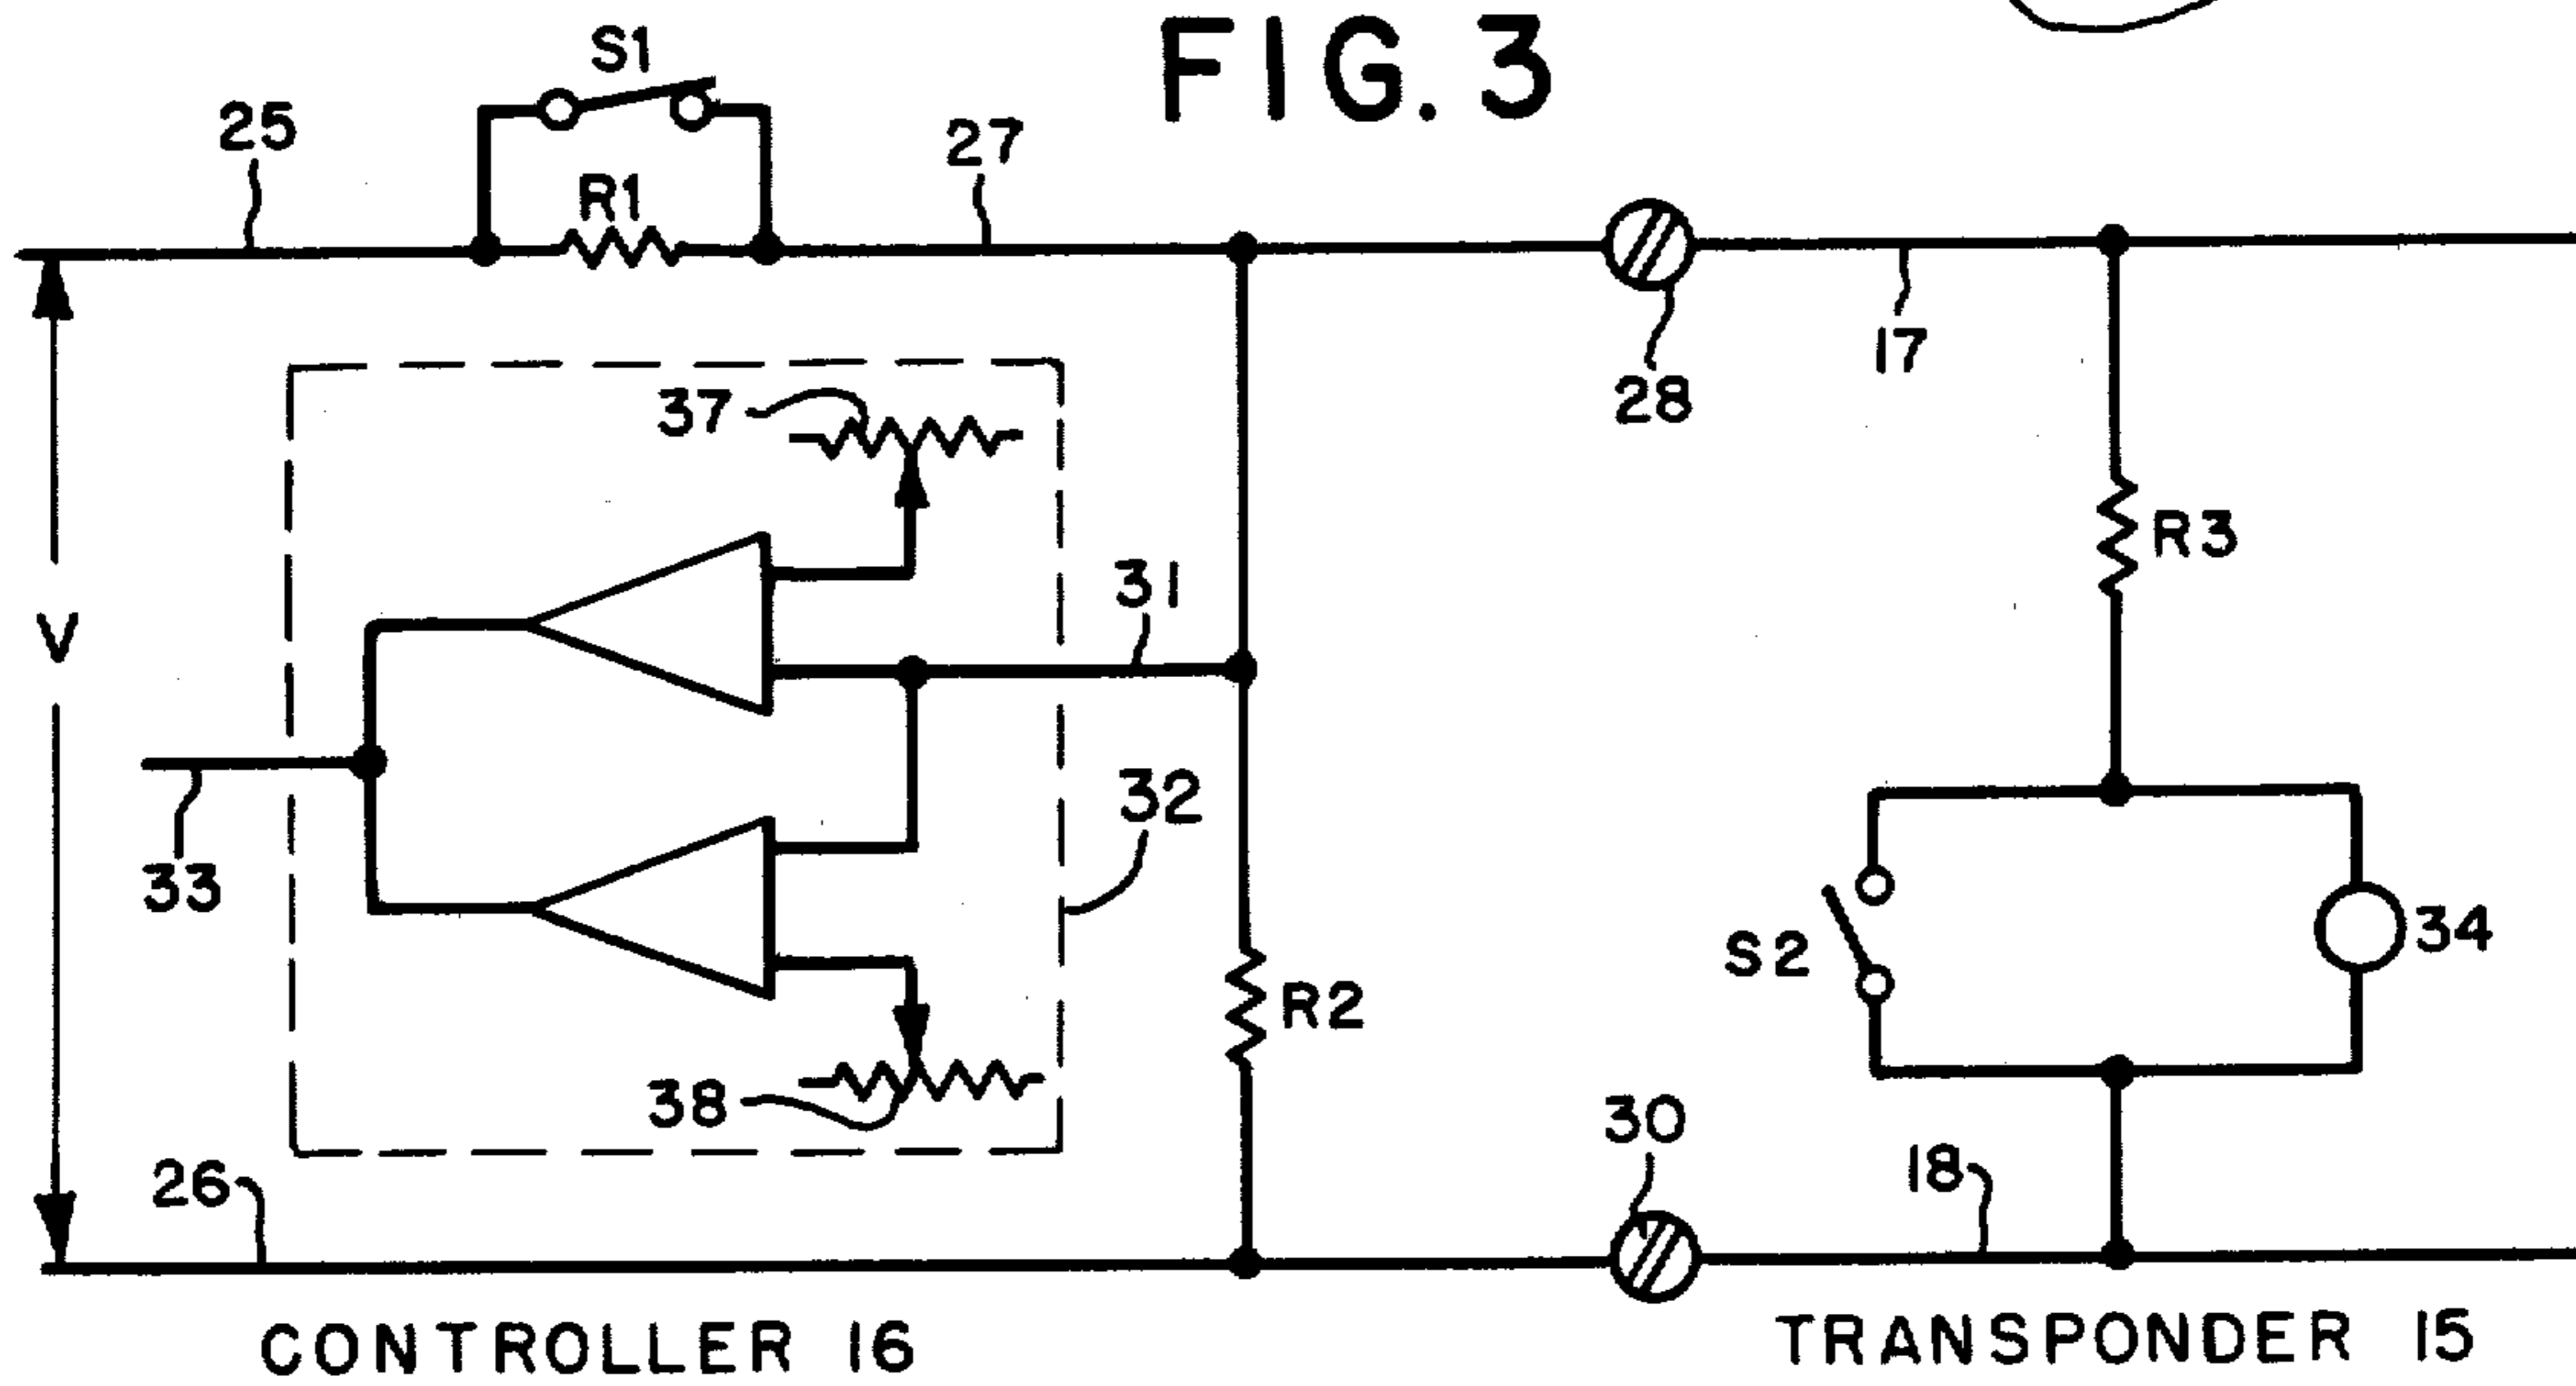 FIG. 3
S1
25
R1
27
28
17
37
31
R3
V
32
33
S2
34
R2
38
30
26
18
CONTROLLER 16
TRANSPONDER 15